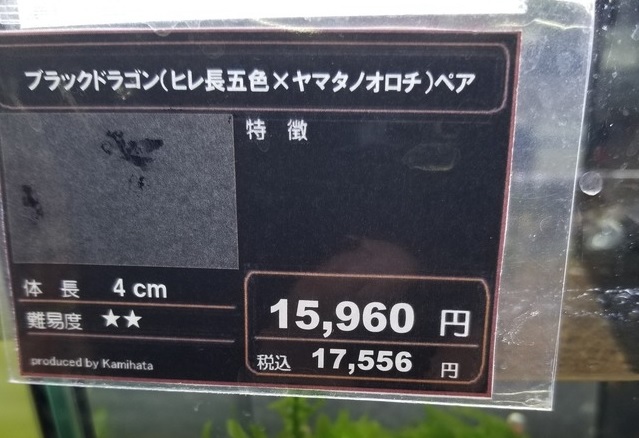 ブラックドラゴン(ヒレ長五色×ヤマタノオロチ)ペア
特 徴
体 長 4 cm
難易度 ★★
produced by Kamihata
15,960 円
税込 17,556 円